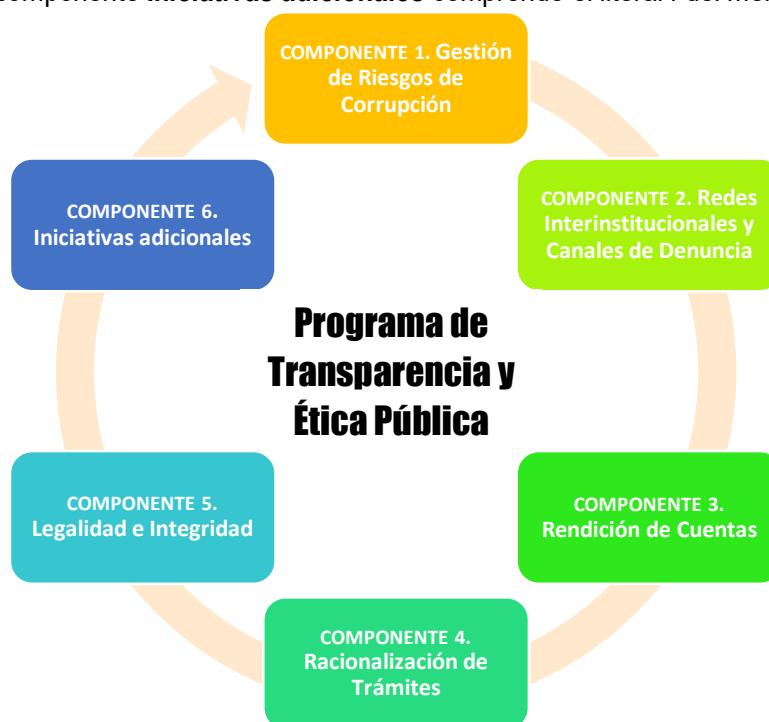 componente iniciativas adicionales comprende el literal
COMPONENTE 1. Gestión
de Riesgos de
Corrupción
COMPONENTE 6.
Iniciativas adicionales
COMPONENTE 2. Redes
Interinstitucionales y
Canales de Denuncia
Programa de
Transparencia y
Ética Pública
COMPONENTE 5.
Legalidad e Integridad
COMPONENTE 3.
Rendición de Cuentas
COMPONENTE 4.
Racionalización de
Trámites